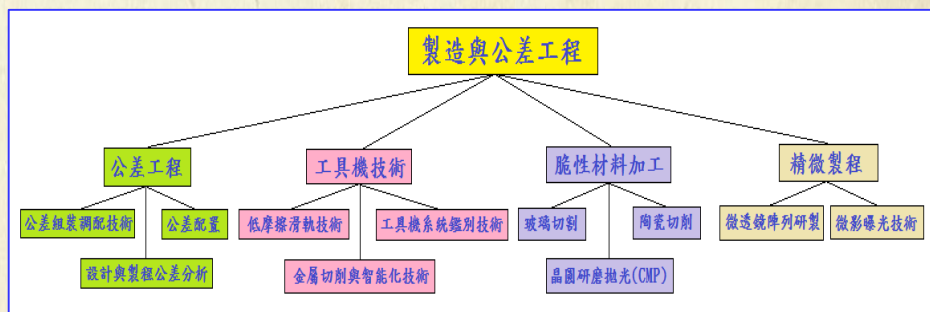 製造與公差工程
公差工程
工具機技術
脆性材料加工
精微製程
公差組裝調配技術
公差配置
低摩擦滑軌技術
工具機系統鑑別技術
玻璃切割
陶瓷切削
微透鏡陣列研製
微影曝光技術
設計與製程公差分析
金屬切削與智能化技術
晶圓研磨拋光(CMP)